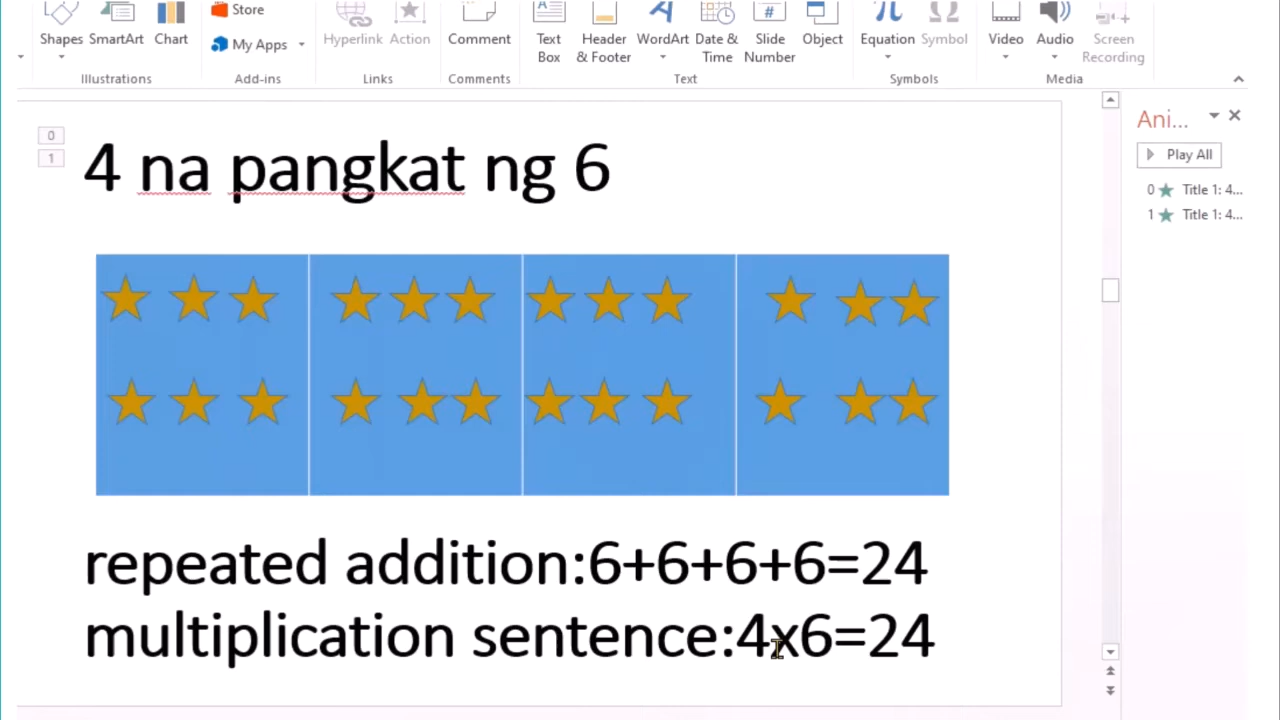 Store
My Apps
Shapes SmartArt Chart Hyperlink Action Comment Text Box Header & Footer WordArt Date & Time Slide Number Object Equation Symbol Video Audio Screen Recording
Illustrations Add-ins Links Comments Text Symbols Media
0
1
4 na pangkat ng 6
repeated addition:6+6+6+6=24
multiplication sentence:4x6=24
Ani...
Play All
0 Title 1: 4...
1 Title 1: 4...